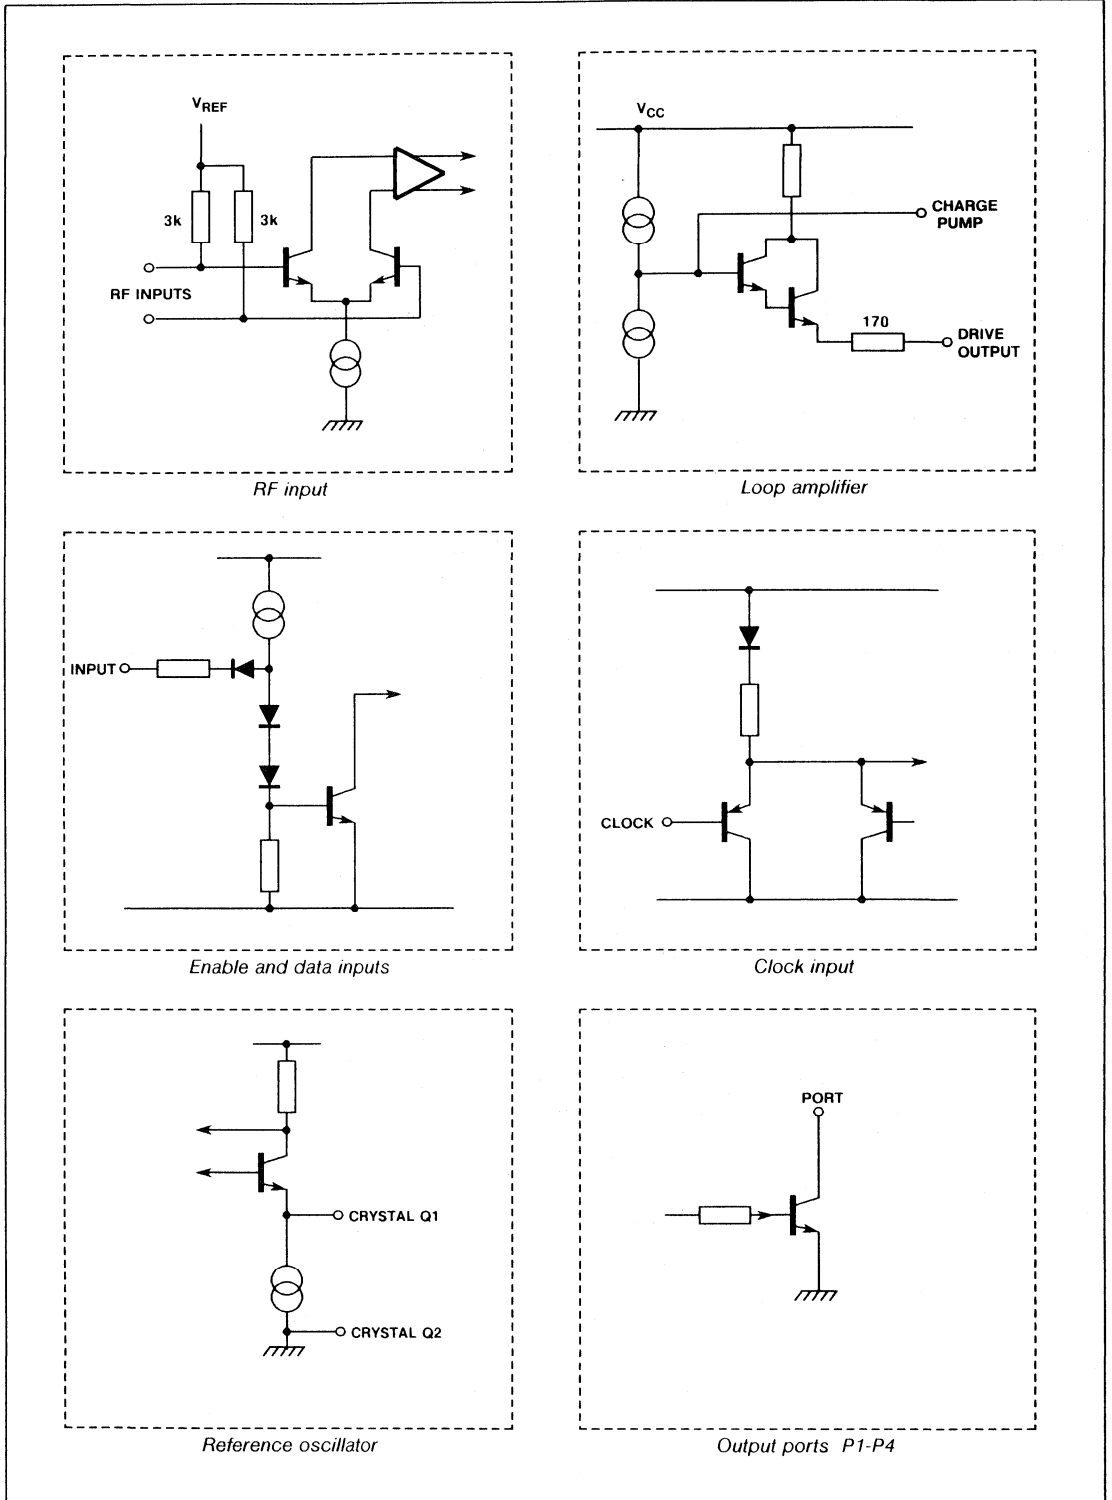 VREF
3k
3k
RF INPUTS
RF input
VCC
CHARGE
PUMP
170
DRIVE
OUTPUT
Loop amplifier
INPUT
Enable and data inputs
CLOCK
Clock input
CRYSTAL Q1
CRYSTAL Q2
Reference oscillator
PORT
Output ports P1-P4